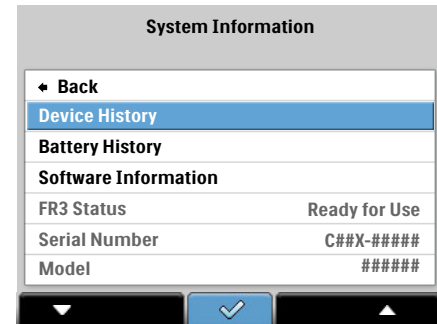 System Information
Back
Device History
Battery History
Software Information
FR3 Status Ready for Use
Serial Number C##X-#####
Model ######